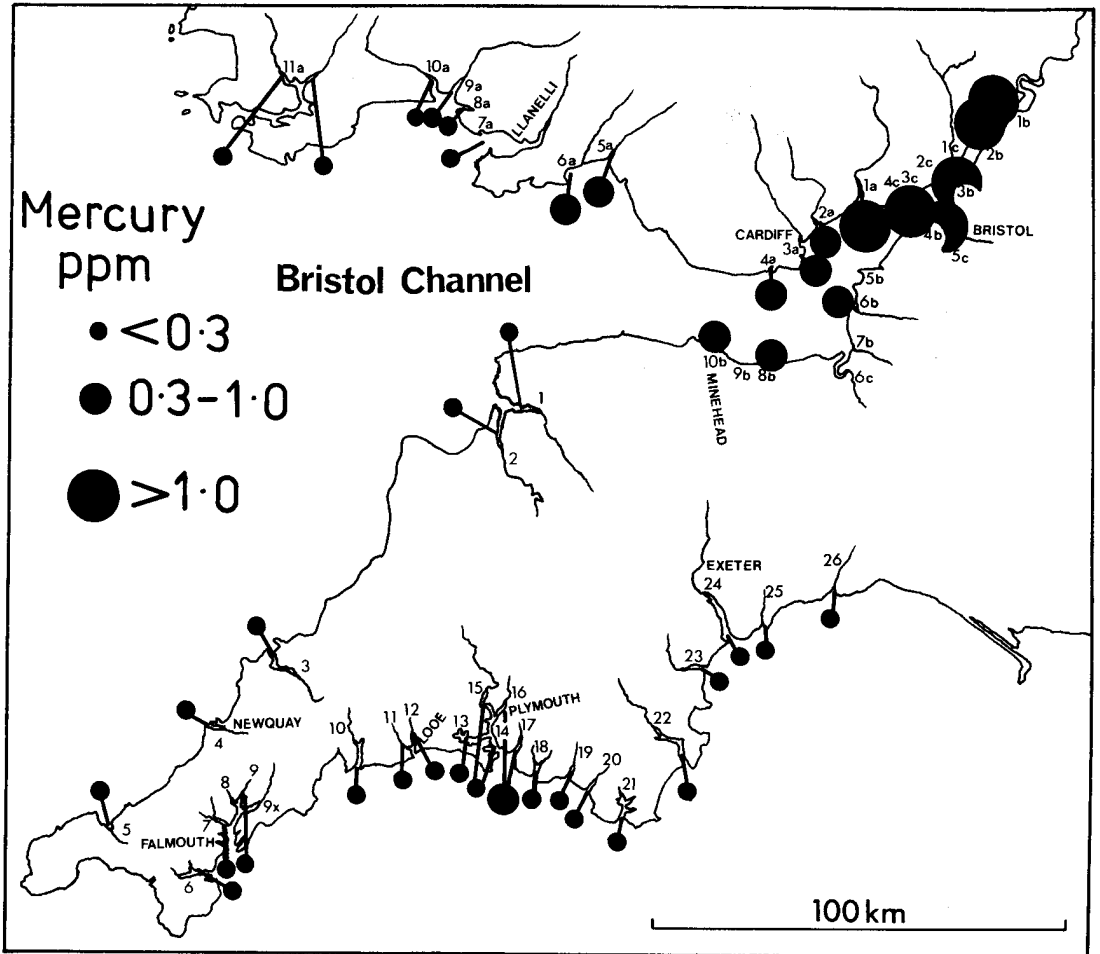 11a
10a
9a
8a
7a
LLANELLI
6a
5a
1b
2b
1c
2c
3b
3c
4c
1a
4b
BRISTOL
5c
2a
CARDIFF
3a
4a
5b
6b
7b
6c
8b
9b
10b
MINEHEAD
Mercury
ppm
<0·3
0·3-1·0
>1·0
Bristol Channel
1
2
3
NEWQUAY
4
5
FALMOUTH
6
7
8
9
9x
10
11
12
LOOE
13
14
15
16
PLYMOUTH
17
18
19
20
21
22
23
EXETER
24
25
26
100 km